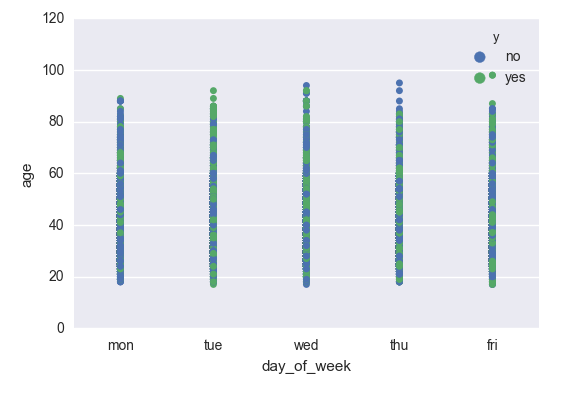 120
100
80
60
40
20
0
age
mon tue wed thu fri
day_of_week
y
no
yes